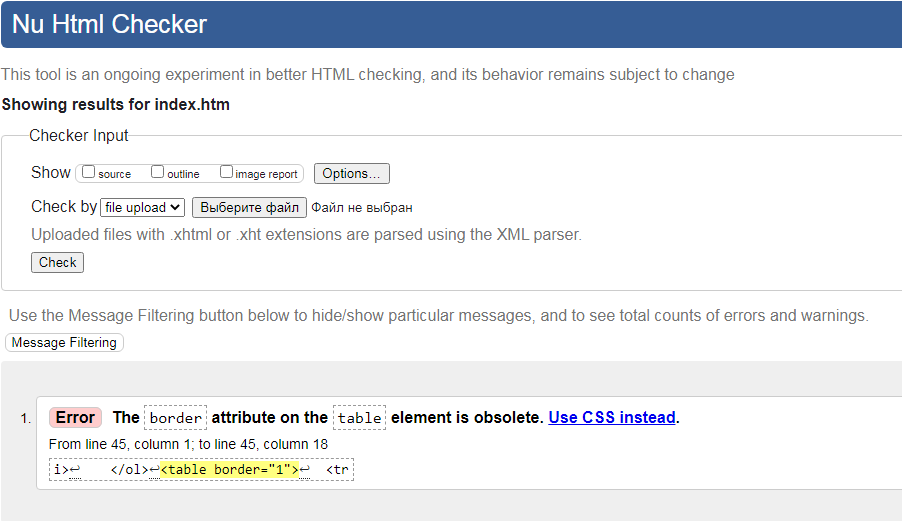 Nu Html Checker
This tool is an ongoing experiment in better HTML checking, and its behavior remains subject to change
Showing results for index.htm
Checker Input
Show source outline image report Options...
Check by file upload Выберите файл Файл не выбран
Uploaded files with .xhtml or .xht extensions are parsed using the XML parser.
Check
Use the Message Filtering button below to hide/show particular messages, and to see total counts of errors and warnings.
Message Filtering
1. Error The border attribute on the table element is obsolete. Use CSS instead.
From line 45, column 1; to line 45, column 18
i>↩ </ol>↩<table border="1">↩ <tr